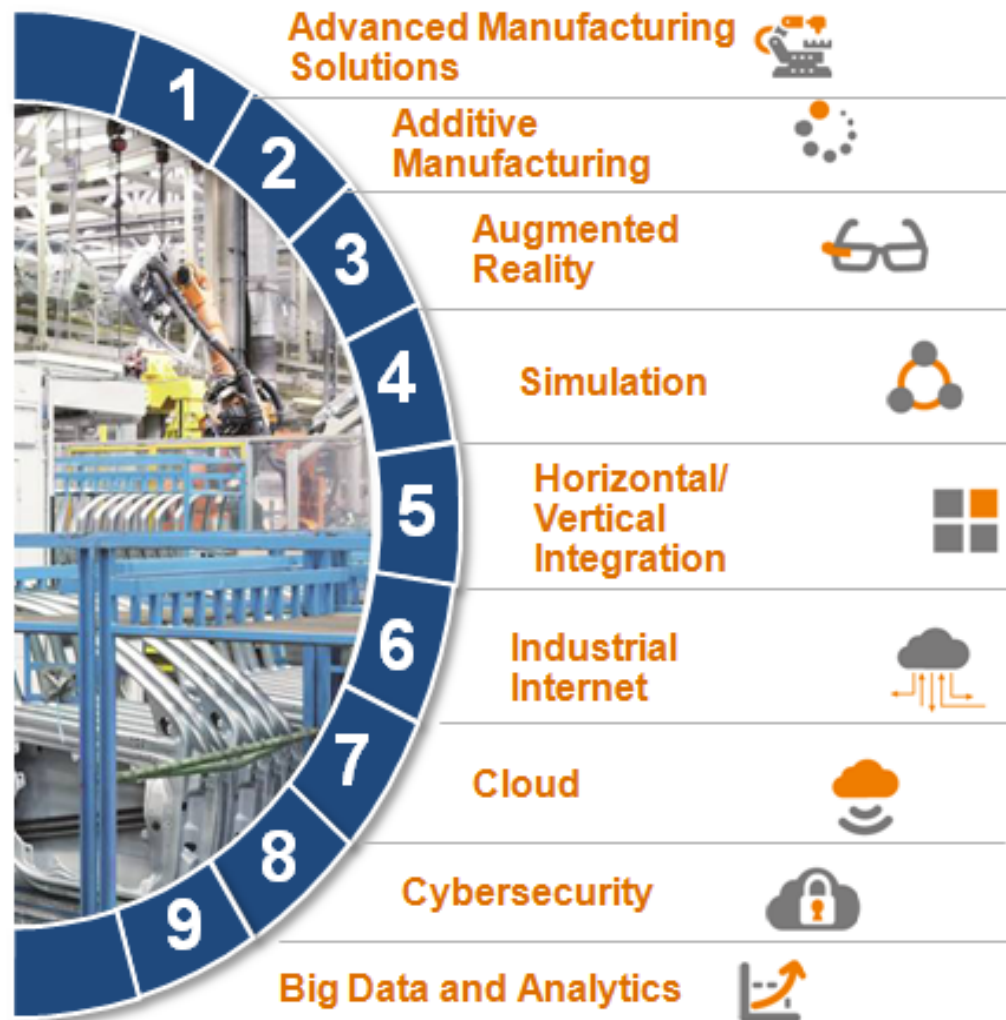 1
Advanced Manufacturing
Solutions
2
Additive
Manufacturing
3
Augmented
Reality
4
Simulation
5
Horizontal/
Vertical
Integration
6
Industrial
Internet
7
Cloud
8
Cybersecurity
9
Big Data and Analytics